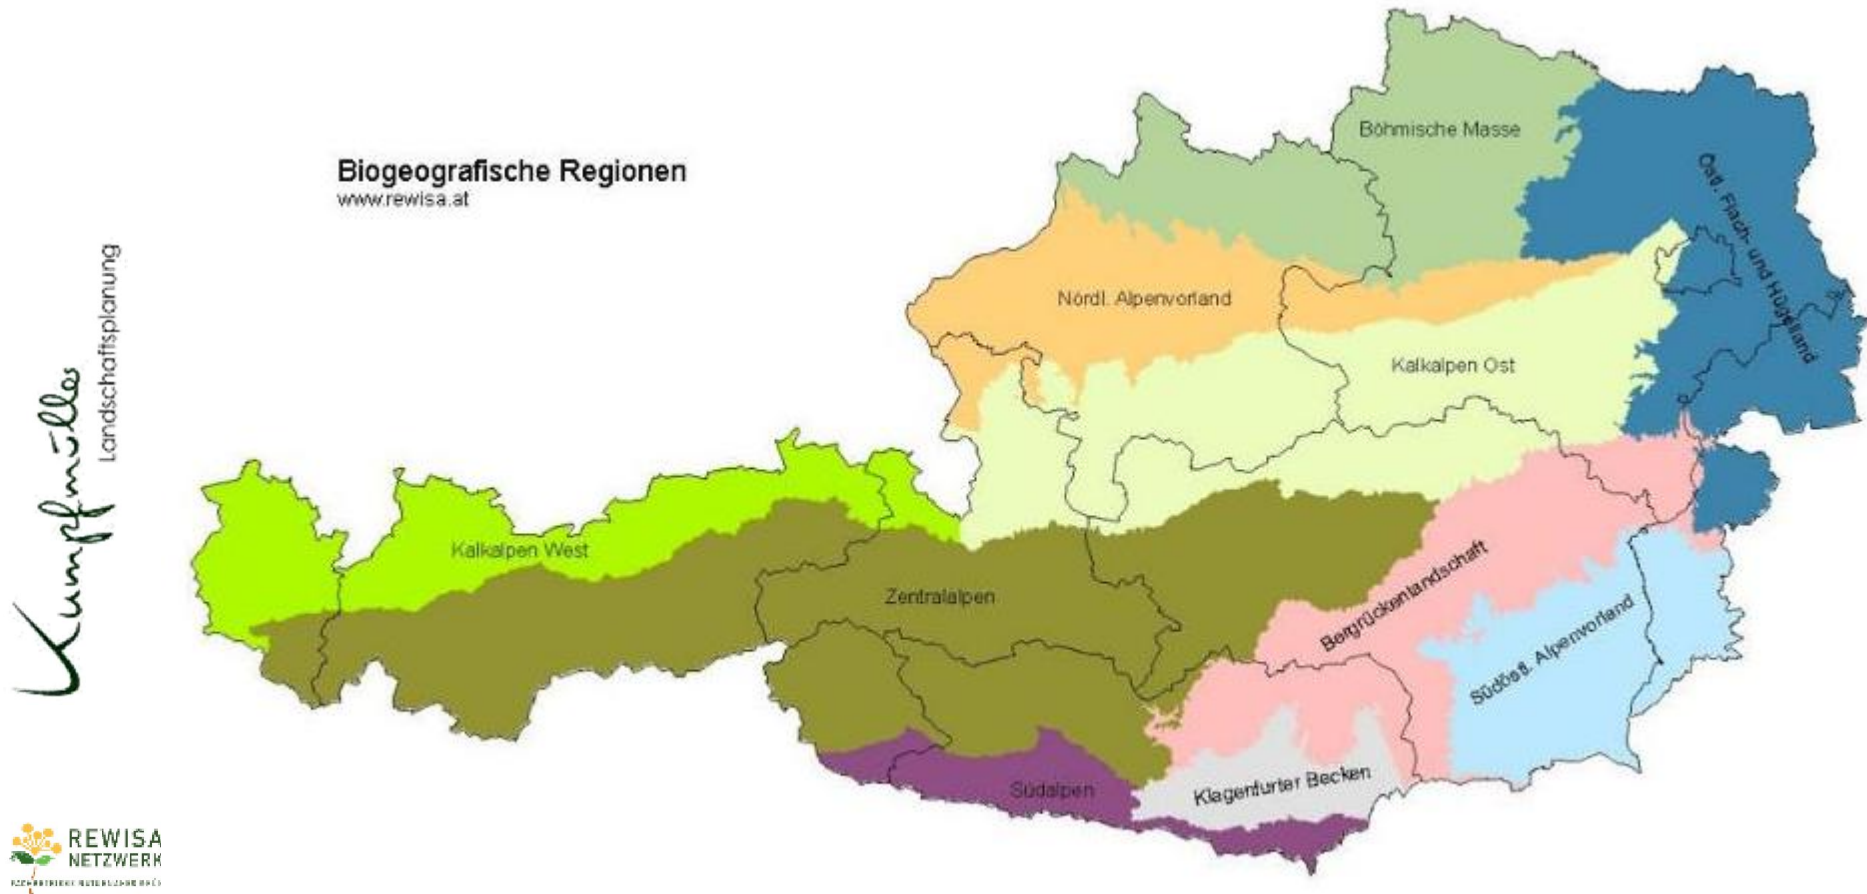 Biogeografische Regionen
www.rewisa.at
Böhmische Masse
Östl. Flach- und Hügelland
Nördl. Alpenvorland
Kalkalpen Ost
Kalkalpen West
Zentralalpen
Bergrückenlandschaft
Südöstl. Alpenvorland
Südalpen
Klagenfurter Becken
Kumpfmüller
Landschaftsplanung
REWISA
NETZWERK